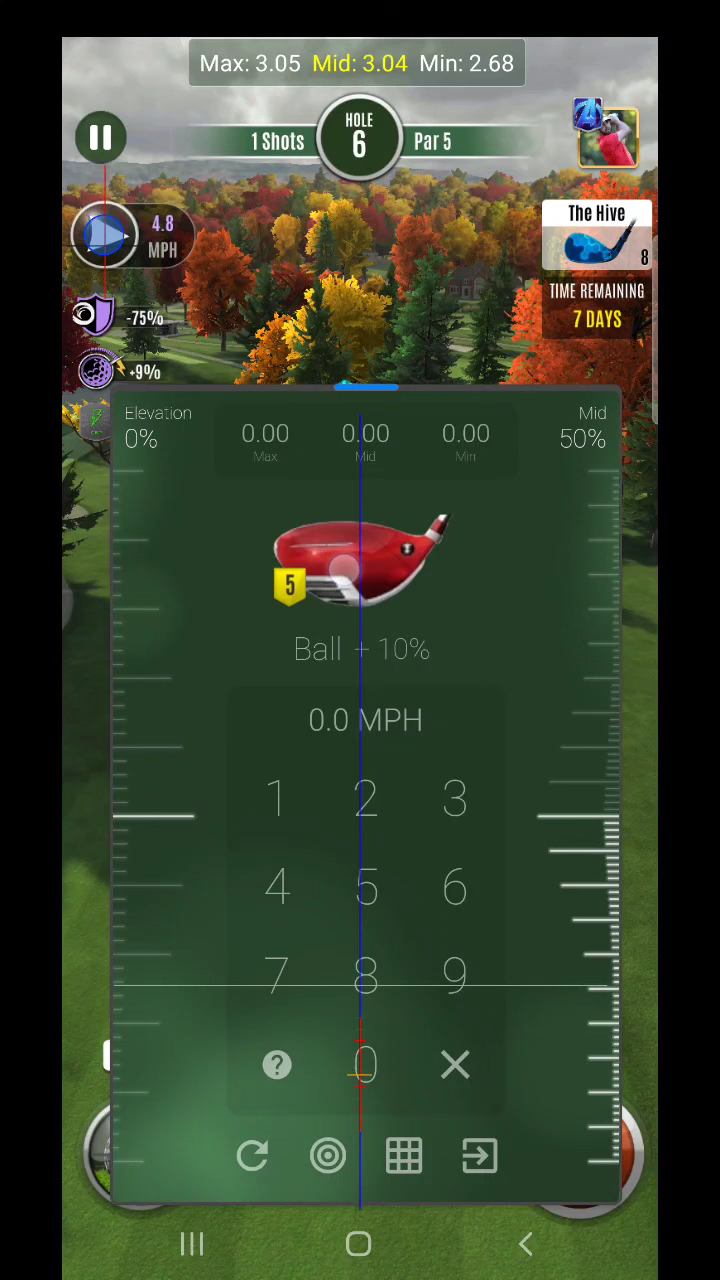 Max: 3.05 Mid: 3.04 Min: 2.68
HOLE
6
1 Shots
Par 5
4.8
MPH
The Hive
8
TIME REMAINING
7 DAYS
-75%
+9%
Elevation
0%
0.00
Max
0.00
Mid
0.00
Min
Mid
50%
5
Ball + 10%
0.0 MPH
1 2 3
4 5 6
7 8 9
? 0 ×